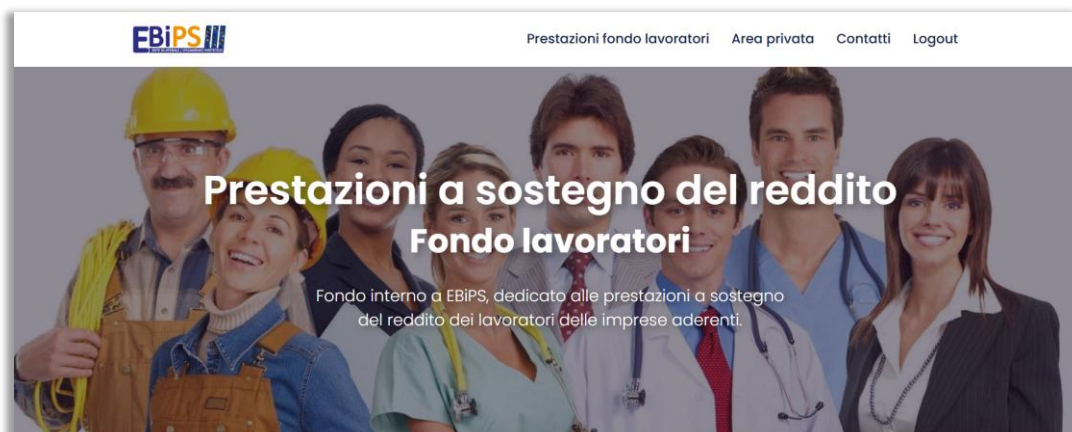 EBiPS
Prestazioni fondo lavoratori Area privata Contatti Logout
Prestazioni a sostegno del reddito
Fondo lavoratori
Fondo interno a EBiPS, dedicato alle prestazioni a sostegno
del reddito dei lavoratori delle imprese aderenti.